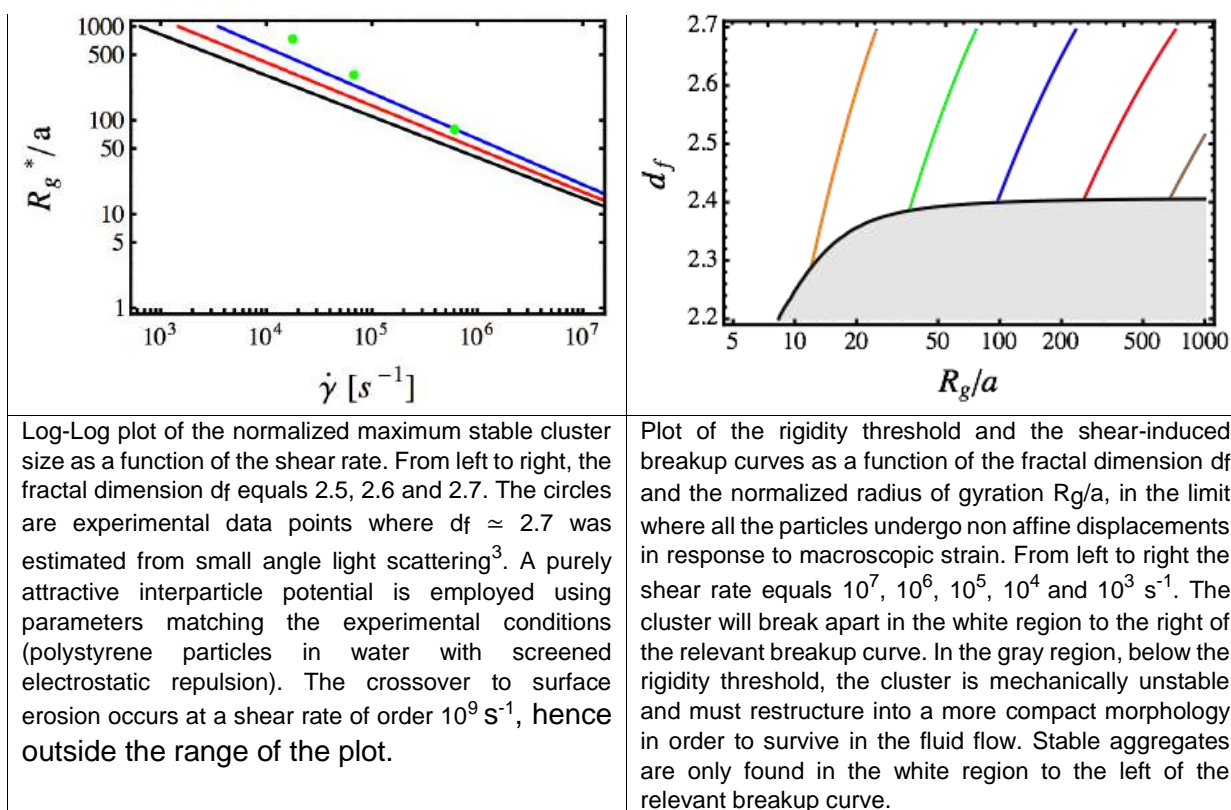 1000
500
100
50
10
5
1
R_g^*/a
10^3
10^4
10^5
10^6
10^7
γ̇ [s^-1]
2.7
2.6
2.5
2.4
2.3
2.2
d_f
5
10
20
50
100
200
500
1000
R_g/a
Log-Log plot of the normalized maximum stable cluster
size as a function of the shear rate. From left to right, the
fractal dimension df equals 2.5, 2.6 and 2.7. The circles
are experimental data points where df ≃ 2.7 was
estimated from small angle light scattering³. A purely
attractive interparticle potential is employed using
parameters matching the experimental conditions
(polystyrene particles in water with screened
electrostatic repulsion). The crossover to surface
erosion occurs at a shear rate of order 10⁹ s⁻¹, hence
outside the range of the plot.
Plot of the rigidity threshold and the shear-induced
breakup curves as a function of the fractal dimension df
and the normalized radius of gyration Rg/a, in the limit
where all the particles undergo non affine displacements
in response to macroscopic strain. From left to right the
shear rate equals 10⁷, 10⁶, 10⁵, 10⁴ and 10³ s⁻¹. The
cluster will break apart in the white region to the right of
the relevant breakup curve. In the gray region, below the
rigidity threshold, the cluster is mechanically unstable
and must restructure into a more compact morphology
in order to survive in the fluid flow. Stable aggregates
are only found in the white region to the left of the
relevant breakup curve.